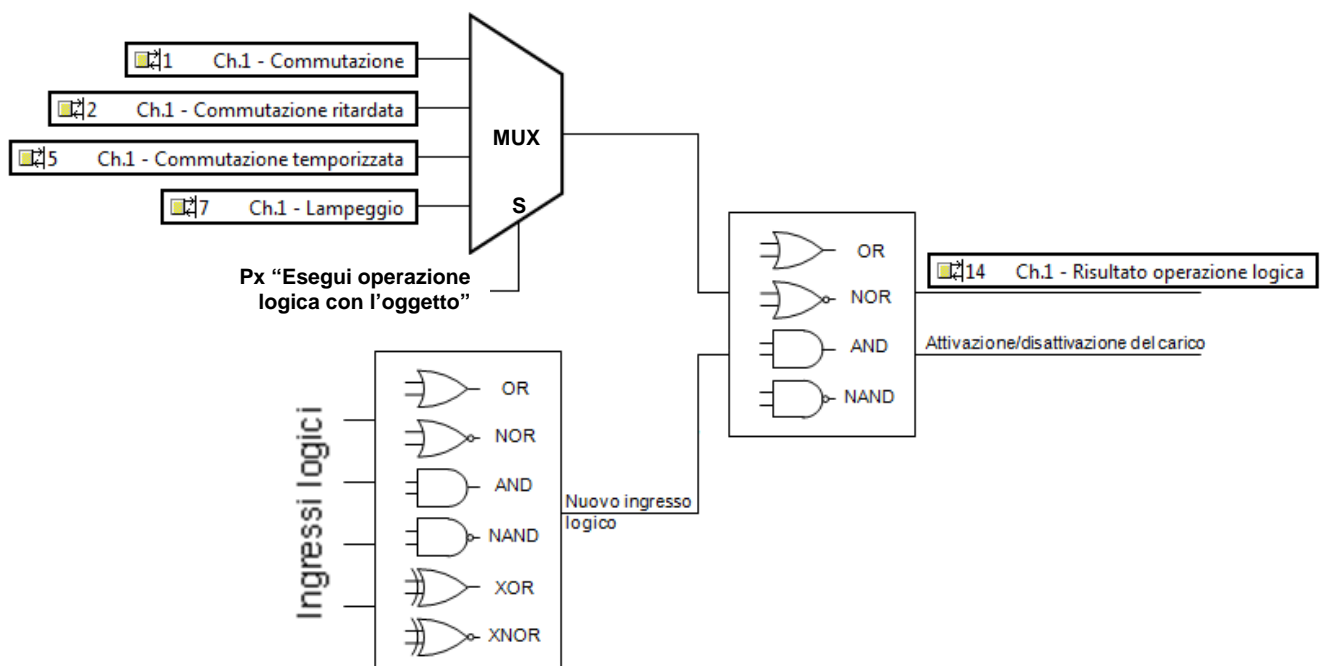 1 Ch.1 - Commutazione
2 Ch.1 - Commutazione ritardata
5 Ch.1 - Commutazione temporizzata
7 Ch.1 - Lampeggio
MUX
S
Px “Esegui operazione
logica con l’oggetto”
OR
NOR
AND
NAND
14 Ch.1 - Risultato operazione logica
Attivazione/disattivazione del carico
Ingressi logici
OR
NOR
AND
NAND
XOR
XNOR
Nuovo ingresso
logico